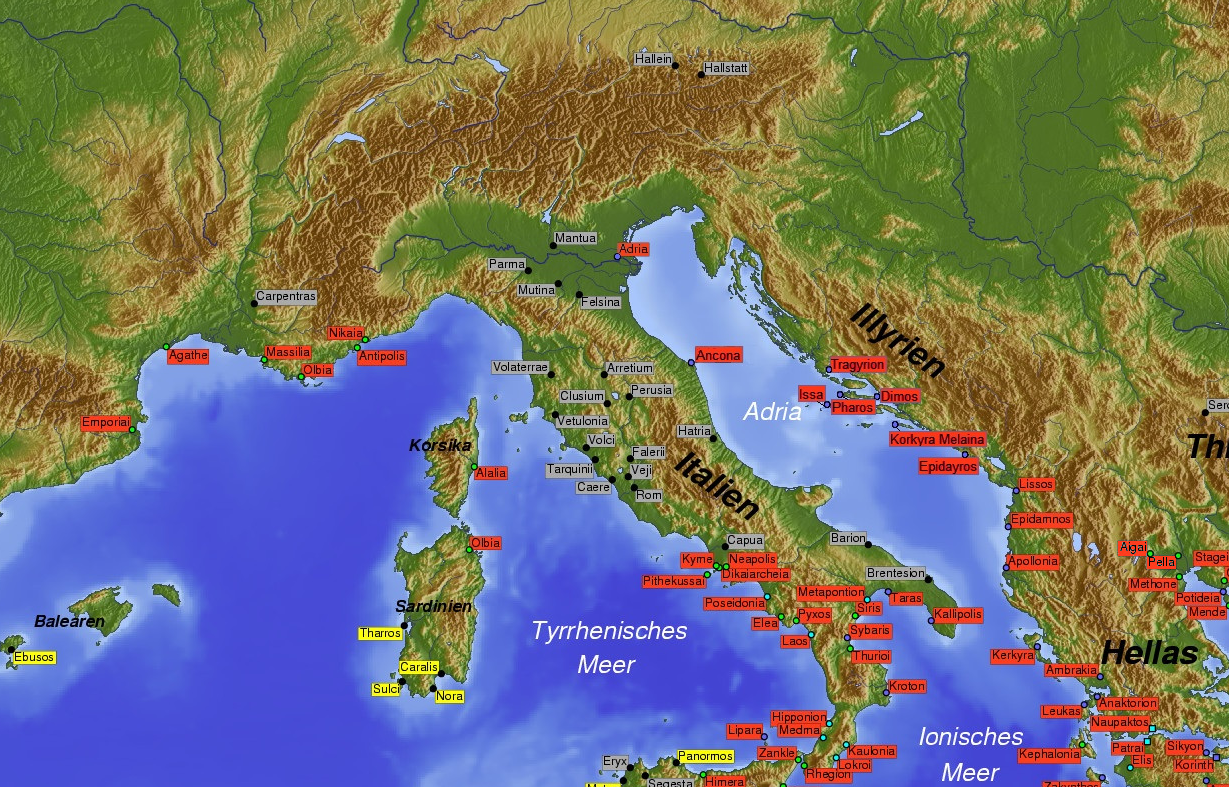 Hallein
Hallstatt
Mantua
Adria
Parma
Mutina
Felsina
Carpentras
Illyrien
Nikaia
Agathe
Massilia
Antipolis
Olbia
Ancona
Volaterrae
Arretium
Tragyrion
Clusium
Perusia
Issa
Dimos
Pharos
Adria
Sero
Emporiai
Vetulonia
Korkyra Melaina
Hatria
Korsika
Volci
Thr
Falerii
Epidayros
Tarquinii
Veji
Alalia
Italien
Caere
Rom
Lissos
Epidamnos
Capua
Barion
Olbia
Aigai
Kyme
Neapolis
Pella
Stagei
Apollonia
Pithekussai
Dikaiarcheia
Brentesion
Methone
Metapontion
Taras
Potideia
Poseidonia
Siris
Mende
Sardinien
Elea
Pyxos
Kallipolis
Balearen
Tyrrhenisches
Meer
Tharros
Laos
Sybaris
Ebusos
Thurioi
Kerkyra
Hellas
Caralis
Ambrakia
Sulci
Nora
Kroton
Anaktorion
Leukas
Hipponion
Naupaktos
Lipara
Medma
Ionisches
Meer
Patrai
Sikyon
Zankle
Kaulonia
Kephalonia
Eryx
Panormos
Lokroi
Elis
Korinth
Rhegion
Segesta
Himera
Zakynthos